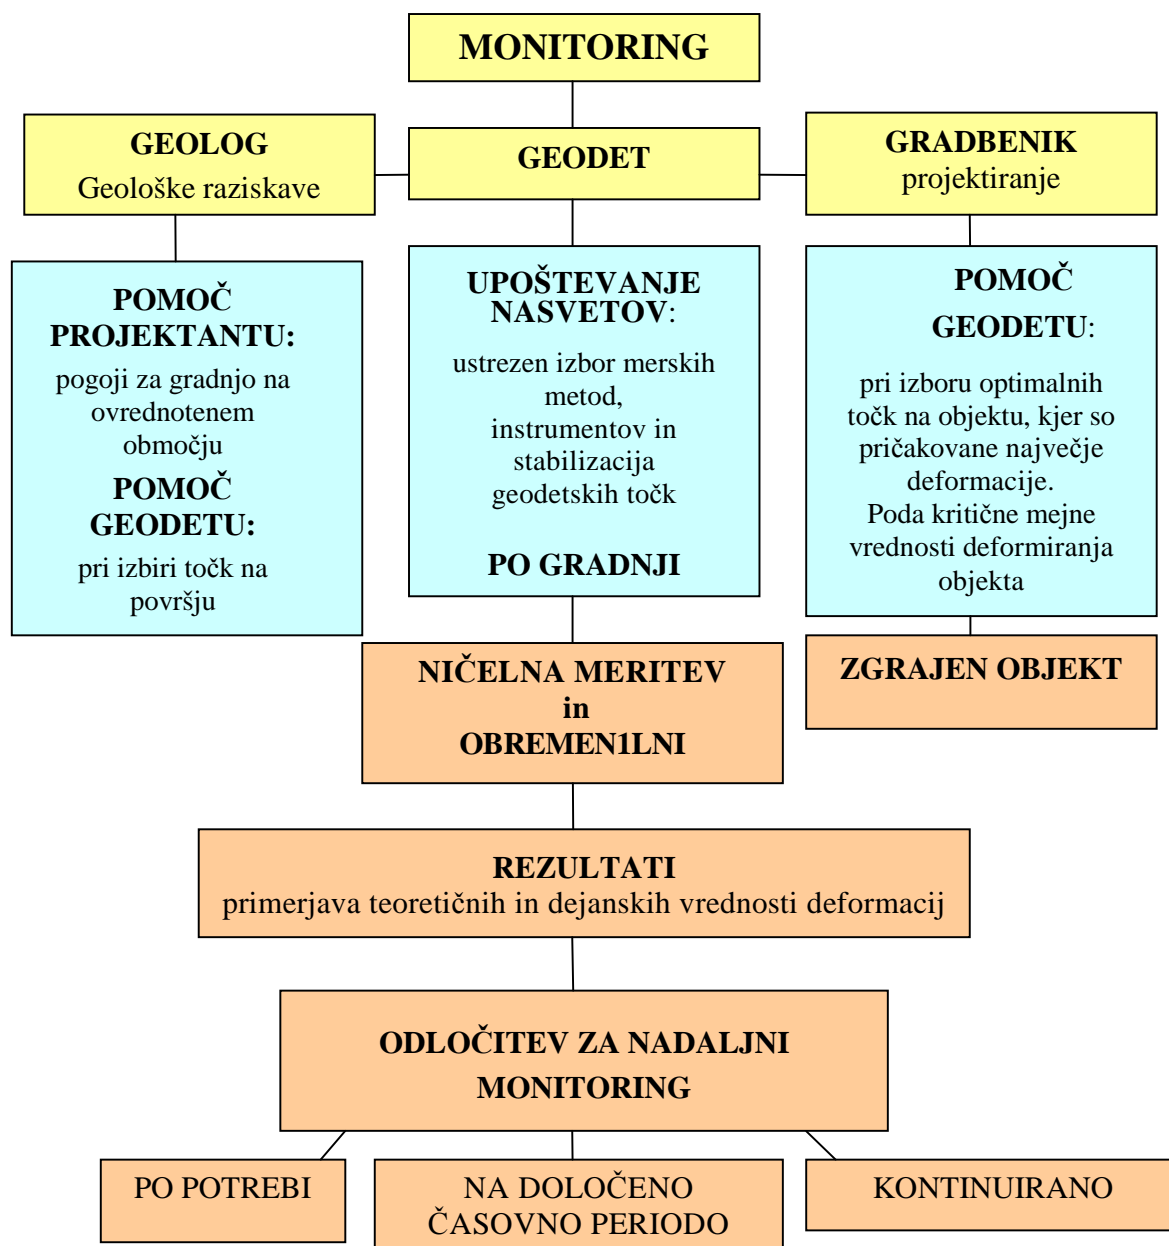 MONITORING
GEOLOG
Geološke raziskave
GEODET
GRADBENIK
projektiranje
POMOČ
PROJEKTANTU:
pogoji za gradnjo na
ovrednotenem
območju
POMOČ
GEODETU:
pri izbiri točk na
površju
UPOŠTEVANJE
NASVETOV:
ustrezen izbor merskih
metod,
instrumentov in
stabilizacija
geodetskih točk
PO GRADNJI
POMOČ
GEODETU:
pri izboru optimalnih
točk na objektu, kjer so
pričakovane največje
deformacije.
Poda kritične mejne
vrednosti deformiranja
objekta
NIČELNA MERITEV
in
OBREMEN1LNI
ZGRAJEN OBJEKT
REZULTATI
primerjava teoretičnih in dejanskih vrednosti deformacij
ODLOČITEV ZA NADALJNI
MONITORING
PO POTREBI
NA DOLOČENO
ČASOVNO PERIODO
KONTINUIRANO